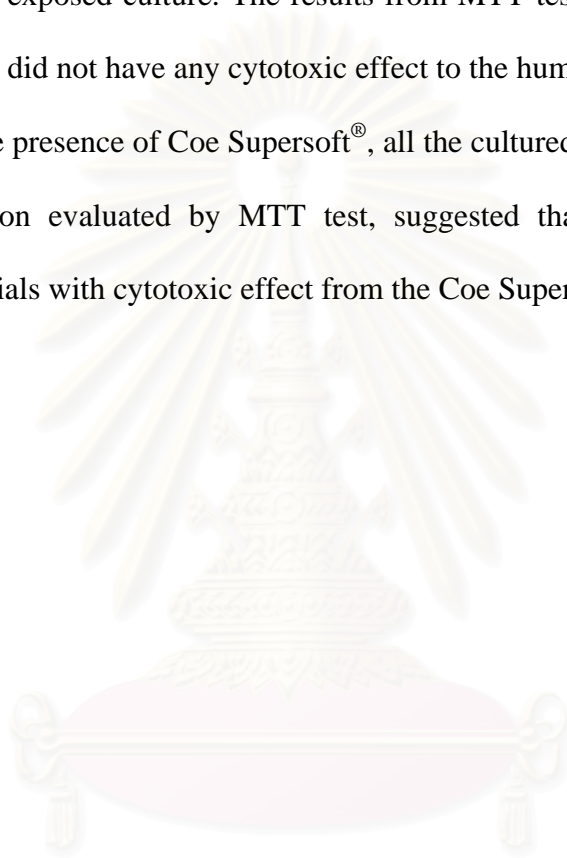 exposed culture. The results from MTT tes
did not have any cytotoxic effect to the hum
e presence of Coe Supersoft®, all the cultured
on evaluated by MTT test, suggested tha
ials with cytotoxic effect from the Coe Super